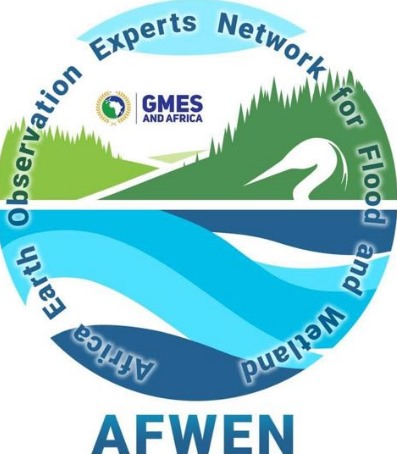 Africa Earth Observation Experts Network for Flood and Wetland
GMES
AND AFRICA
AFWEN